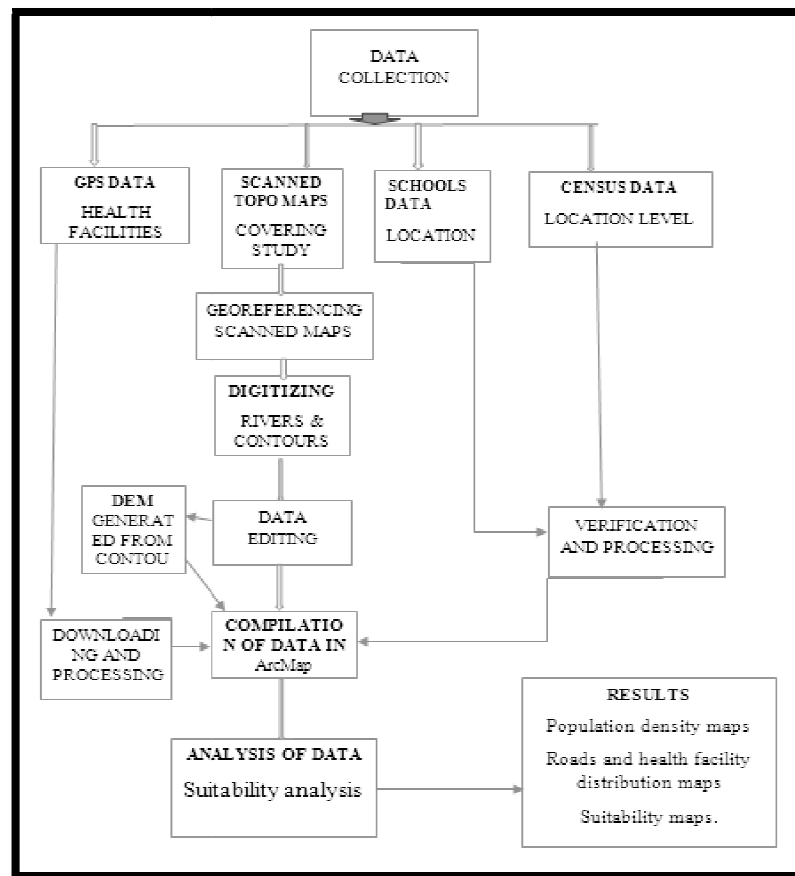 DATA
COLLECTION
GPS DATA
HEALTH
FACILITIES
SCANNED
TOPO MAPS
COVERING
STUDY
SCHOOLS
DATA
LOCATION
CENSUS DATA
LOCATION LEVEL
GEOREFERENCING
SCANNED MAPS
DIGITIZING
RIVERS &
CONTOURS
DEM
GENERAT
ED FROM
CONTOU
DATA
EDITING
VERIFICATION
AND PROCESSING
DOWNLOADI
NG AND
PROCESSING
COMPILATIO
N OF DATA IN
ArcMap
ANALYSIS OF DATA
Suitability analysis
RESULTS
Population density maps
Roads and health facility
distribution maps
Suitability maps.